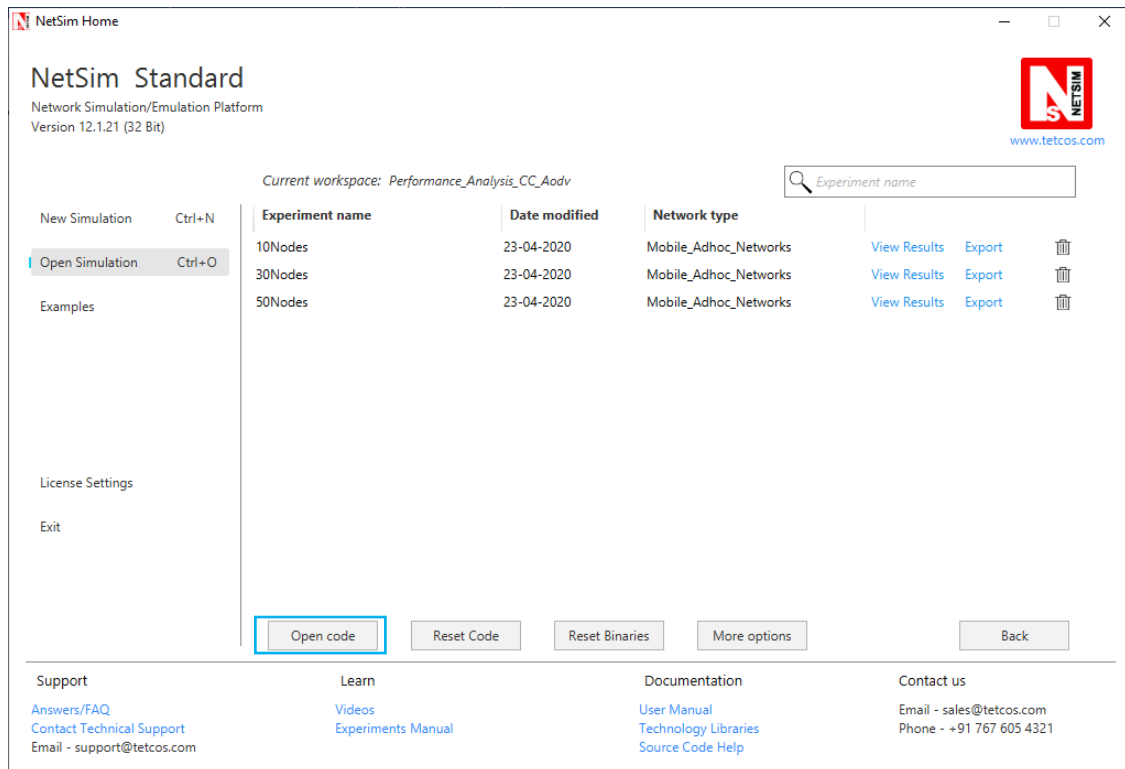 NetSim Home
NetSim Standard
Network Simulation/Emulation Platform
Version 12.1.21 (32 Bit)
NETSIM
www.tetcos.com
Current workspace: Performance_Analysis_CC_Aodv
Experiment name
New Simulation Ctrl+N
Open Simulation Ctrl+O
Examples
License Settings
Exit
Experiment name Date modified Network type
10Nodes 23-04-2020 Mobile_Adhoc_Networks View Results Export
30Nodes 23-04-2020 Mobile_Adhoc_Networks View Results Export
50Nodes 23-04-2020 Mobile_Adhoc_Networks View Results Export
Open code Reset Code Reset Binaries More options Back
Support
Answers/FAQ
Contact Technical Support
Email - support@tetcos.com
Learn
Videos
Experiments Manual
Documentation
User Manual
Technology Libraries
Source Code Help
Contact us
Email - sales@tetcos.com
Phone - +91 767 605 4321